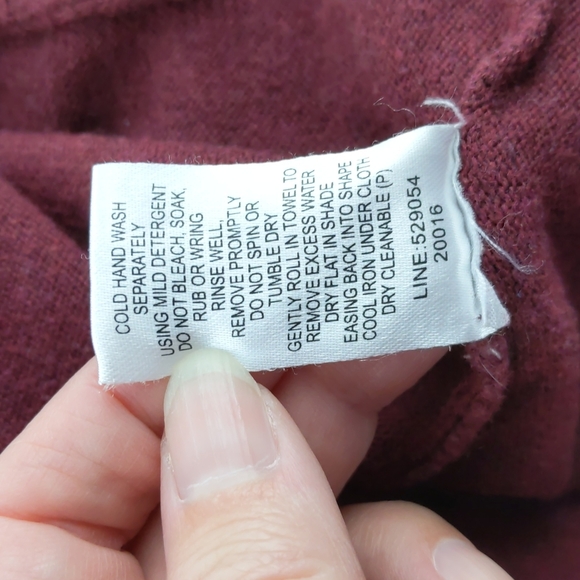 COLD HAND WASH
SEPARATELY
USING MILD DETERGENT
DO NOT BLEACH, SOAK,
RUB OR WRING
RINSE WELL,
REMOVE PROMPTLY
DO NOT SPIN OR
TUMBLE DRY
GENTLY ROLL IN TOWEL TO
REMOVE EXCESS WATER
DRY FLAT IN SHADE
EASING BACK INTO SHAPE
COOL IRON UNDER CLOTH
DRY CLEANABLE (P)
LINE:529054
20016